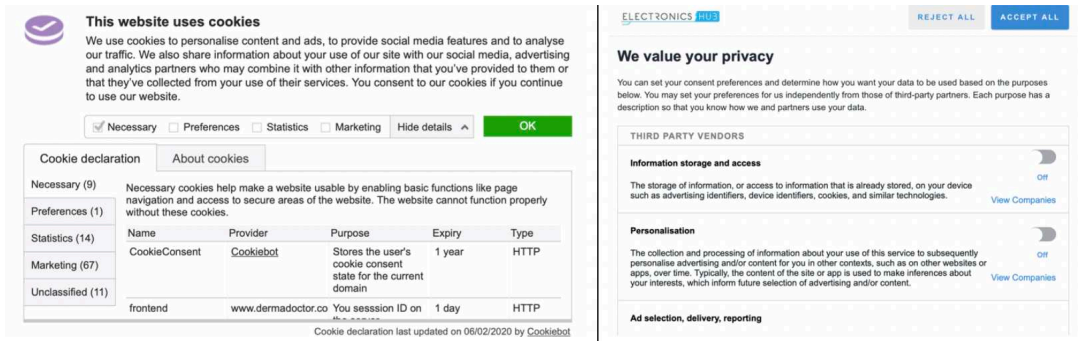 This website uses cookies
We use cookies to personalise content and ads, to provide social media features and to analyse
our traffic. We also share information about your use of our site with our social media, advertising
and analytics partners who may combine it with other information that you've provided to them or
that they've collected from your use of their services. You consent to our cookies if you continue
to use our website.
Necessary Preferences Statistics Marketing Hide details OK
Cookie declaration About cookies
Necessary (9)
Preferences (1)
Statistics (14)
Marketing (67)
Unclassified (11)
Necessary cookies help make a website usable by enabling basic functions like page
navigation and access to secure areas of the website. The website cannot function properly
without these cookies.
Name Provider Purpose Expiry Type
CookieConsent Cookiebot Stores the user's 1 year HTTP
cookie consent
state for the current
domain
frontend www.dermadoctor.co You sesssion ID on 1 day HTTP
Cookie declaration last updated on 06/02/2020 by Cookiebot
ELECTRONICS HUB REJECT ALL ACCEPT ALL
We value your privacy
You can set your consent preferences and determine how you want your data to be used based on the purposes
below. You may set your preferences for us independently from those of third-party partners. Each purpose has a
description so that you know how we and partners use your data.
THIRD PARTY VENDORS
Information storage and access
Off
The storage of information, or access to information that is already stored, on your device
such as advertising identifiers, device identifiers, cookies, and similar technologies.
View Companies
Personalisation
Off
The collection and processing of information about your use of this service to subsequently
personalise advertising and/or content for you in other contexts, such as on other websites or
apps, over time. Typically, the content of the site or app is used to make inferences about
your interests, which inform future selection of advertising and/or content.
View Companies
Ad selection, delivery, reporting